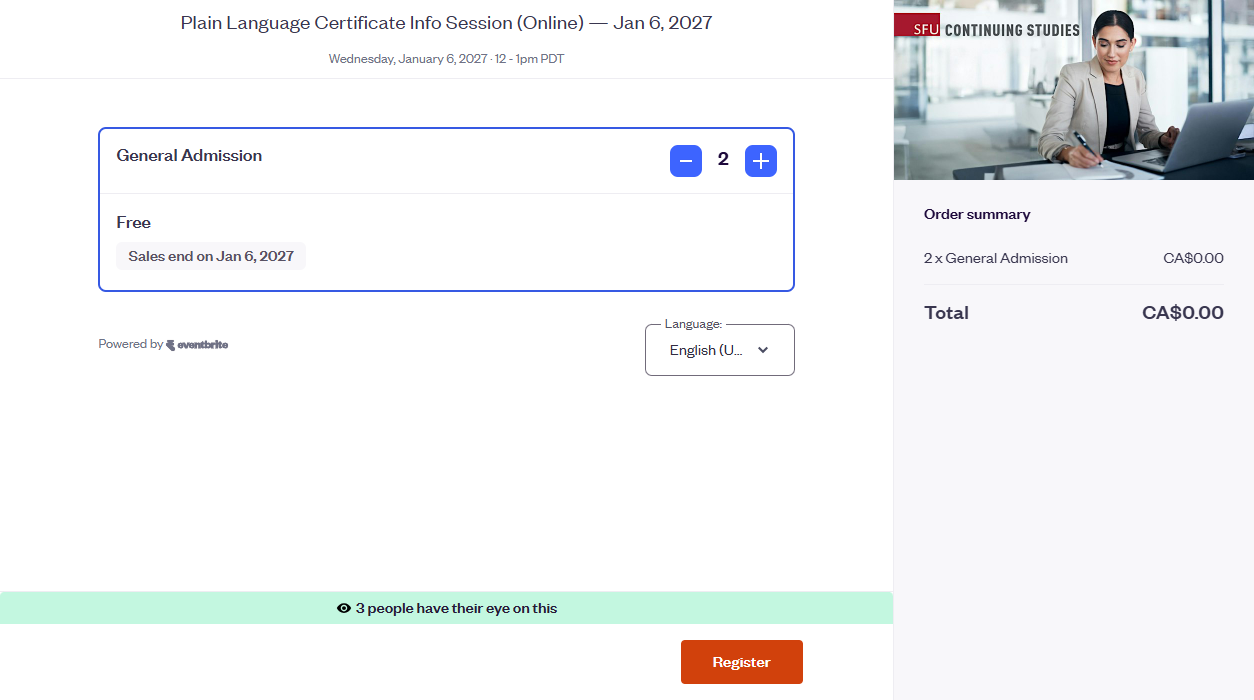 Plain Language Certificate Info Session (Online) — Jan 6, 2027
Wednesday, January 6, 2027 · 12 - 1pm PDT
General Admission
2
Free
Sales end on Jan 6, 2027
Powered by eventbrite
Language:
English (U...
3 people have their eye on this
Register
SFU CONTINUING STUDIES
Order summary
2 x General Admission CA$0.00
Total CA$0.00